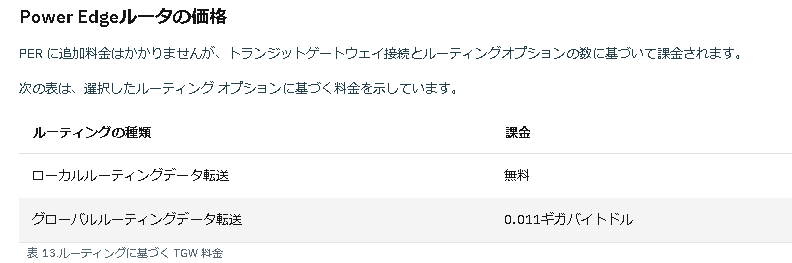 Power Edgeルータの価格
PER に追加料金はかかりませんが、トランジットゲートウェイ接続とルーティングオプションの数に基づいて課金されます。
次の表は、選択したルーティング オプションに基づく料金を示しています。
ルーティングの種類 課金
ローカルルーティングデータ転送 無料
グローバルルーティングデータ転送 0.011ギガバイトドル
表 13.ルーティングに基づく TGW 料金